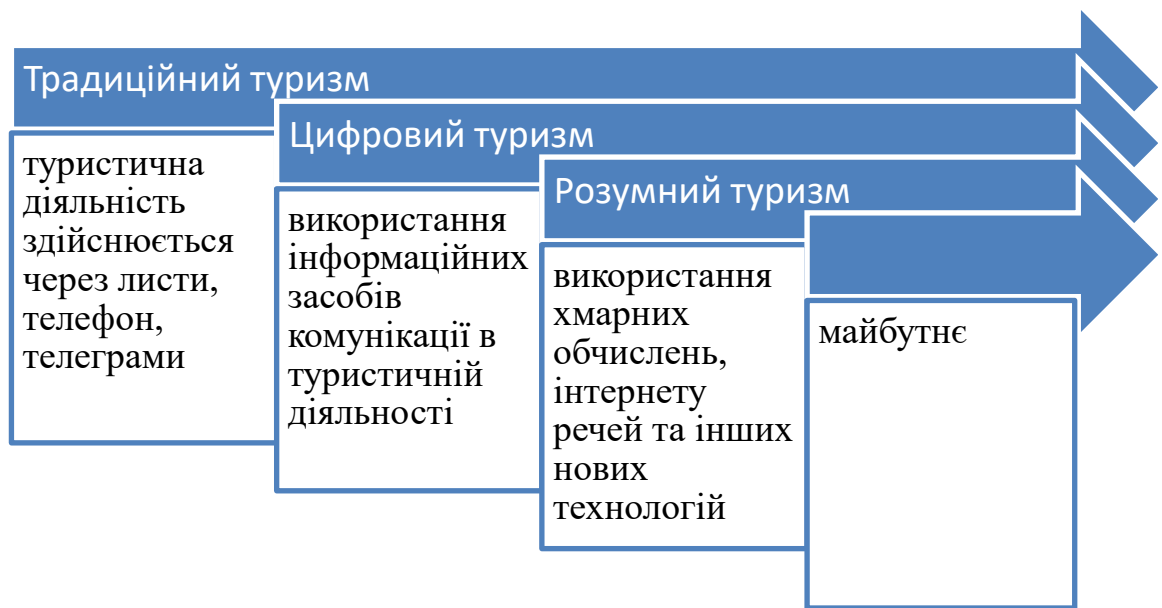 Традиційний туризм
туристична
діяльність
здійснюється
через листи,
телефон,
телеграми
Цифровий туризм
використання
інформаційних
засобів
комунікації в
туристичній
діяльності
Розумний туризм
використання
хмарних
обчислень,
інтернету
речей та інших
нових
технологій
майбутнє